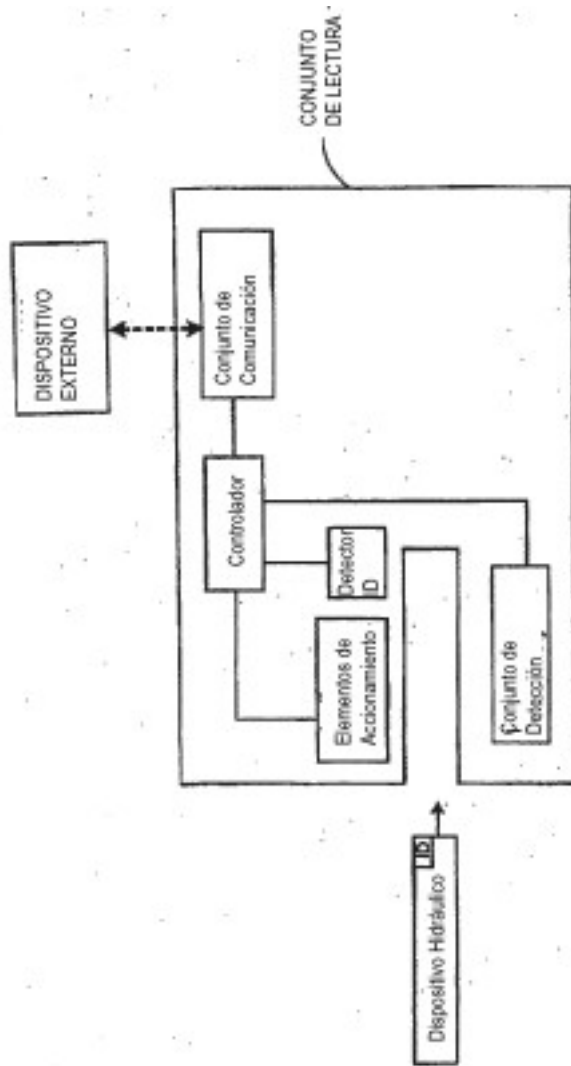 DISPOSITIVO
EXTERNO
CONJUNTO
DE LECTURA
Conjunto de
Comunicación
Controlador
Detector
ID
Elementos de
Accionamiento
Conjunto de
Detección
ID
Dispositivo Hidráulico